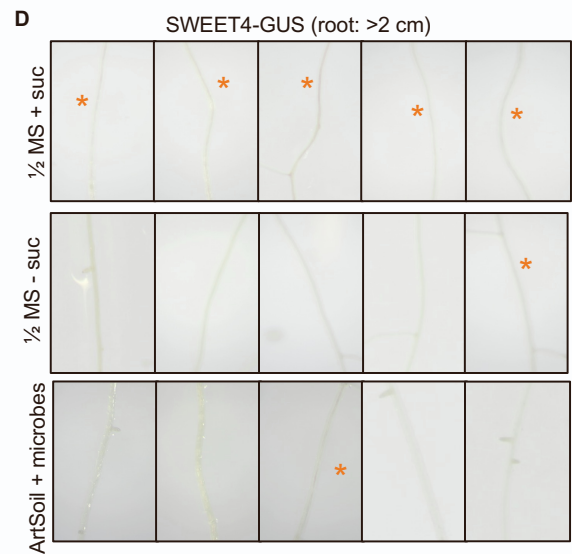 D
SWEET4-GUS (root: >2 cm)
½ MS + suc
*
*
*
*
*
½ MS - suc
*
ArtSoil + microbes
*